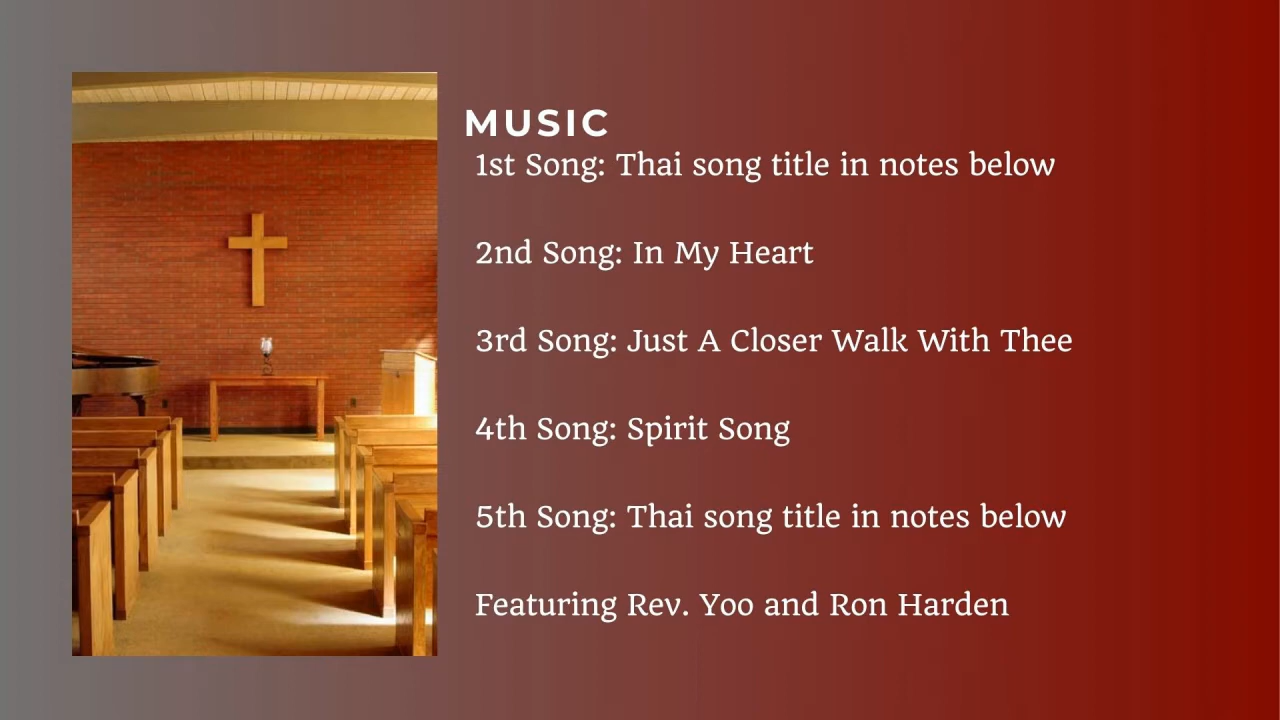 MUSIC
1st Song: Thai song title in notes below
2nd Song: In My Heart
3rd Song: Just A Closer Walk With Thee
4th Song: Spirit Song
5th Song: Thai song title in notes below
Featuring Rev. Yoo and Ron Harden